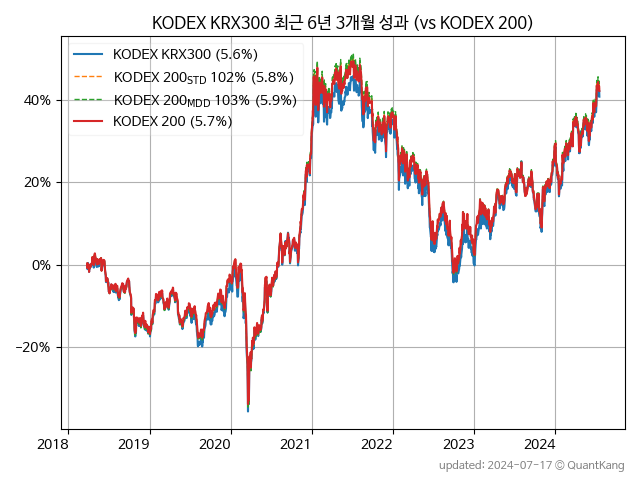 KODEX KRX300 최근 6년 3개월 성과 (vs KODEX 200)
KODEX KRX300 (5.6%)
KODEX 200STD 102% (5.8%)
KODEX 200MDD 103% (5.9%)
KODEX 200 (5.7%)
40%
20%
0%
−20%
2018 2019 2020 2021 2022 2023 2024
updated: 2024-07-17 © QuantKang